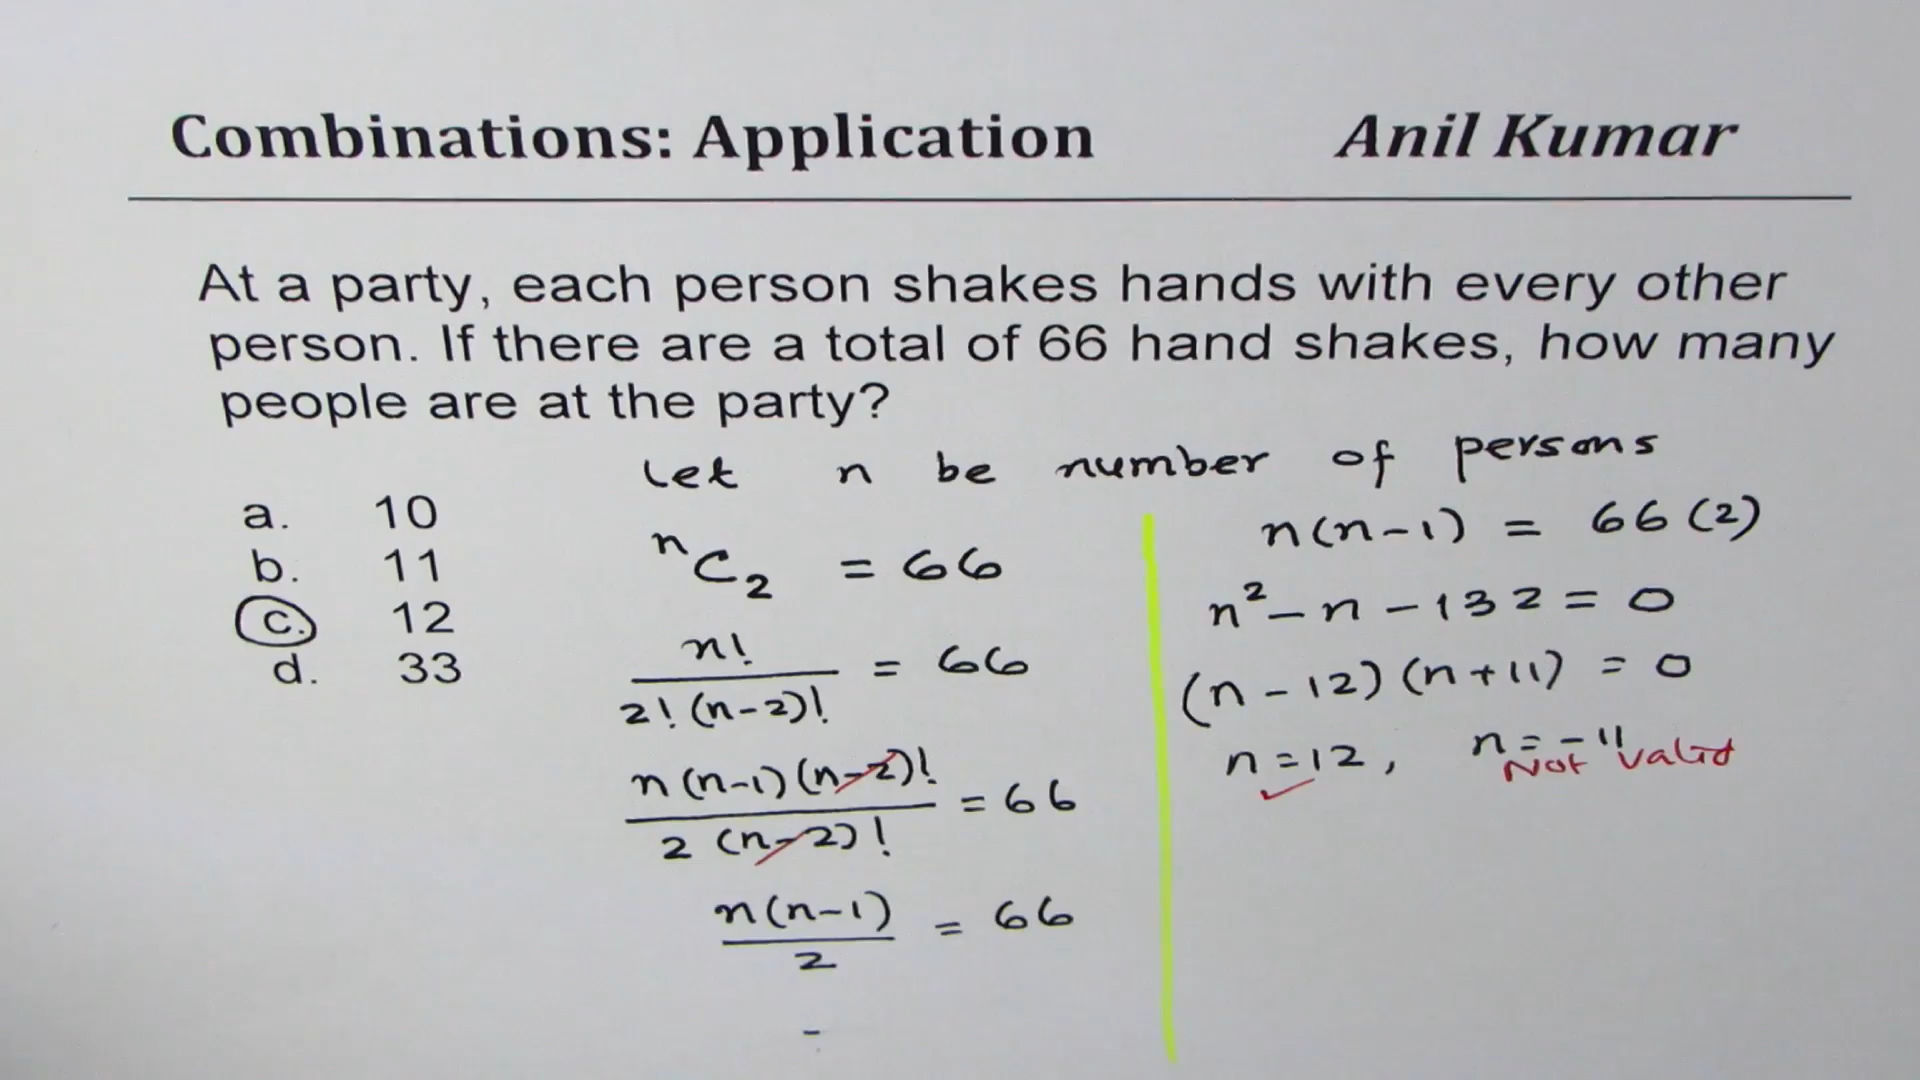 Combinations: Application Anil Kumar
At a party, each person shakes hands with every other
person. If there are a total of 66 hand shakes, how many
people are at the party?
Let n be number of persons
a. 10
b. 11
c. 12
d. 33
ⁿC₂ = 66
n! / 2! (n-2)! = 66
n (n-1) (n-2)! / 2 (n-2)! = 66
n(n-1) / 2 = 66
n(n-1) = 66 (2)
n² - n - 132 = 0
(n - 12) (n + 11) = 0
n = 12, n = -11
Not valid